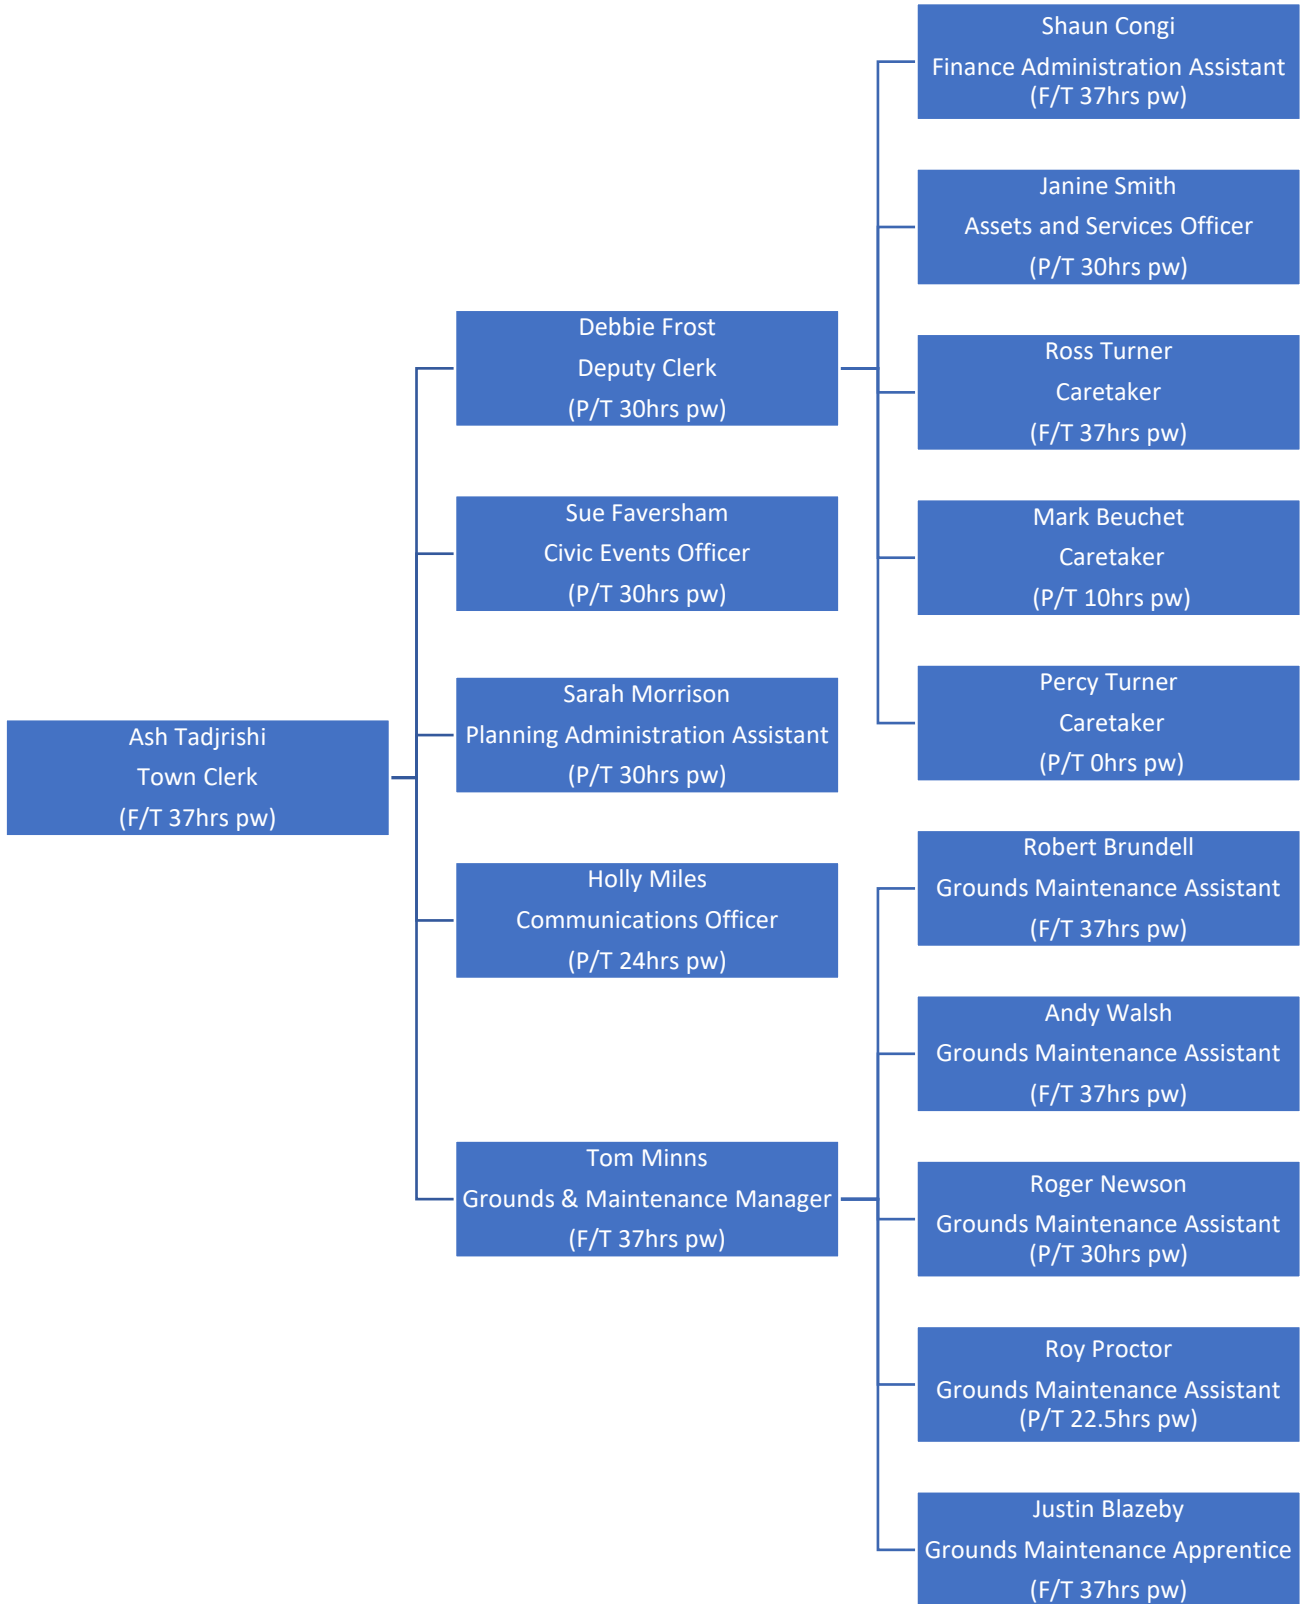 Ash Tadjrishi
Town Clerk
(F/T 37hrs pw)
Debbie Frost
Deputy Clerk
(P/T 30hrs pw)
Sue Faversham
Civic Events Officer
(P/T 30hrs pw)
Sarah Morrison
Planning Administration Assistant
(P/T 30hrs pw)
Holly Miles
Communications Officer
(P/T 24hrs pw)
Tom Minns
Grounds & Maintenance Manager
(F/T 37hrs pw)
Shaun Congi
Finance Administration Assistant
(F/T 37hrs pw)
Janine Smith
Assets and Services Officer
(P/T 30hrs pw)
Ross Turner
Caretaker
(F/T 37hrs pw)
Mark Beuchet
Caretaker
(P/T 10hrs pw)
Percy Turner
Caretaker
(P/T 0hrs pw)
Robert Brundell
Grounds Maintenance Assistant
(F/T 37hrs pw)
Andy Walsh
Grounds Maintenance Assistant
(F/T 37hrs pw)
Roger Newson
Grounds Maintenance Assistant
(P/T 30hrs pw)
Roy Proctor
Grounds Maintenance Assistant
(P/T 22.5hrs pw)
Justin Blazeby
Grounds Maintenance Apprentice
(F/T 37hrs pw)